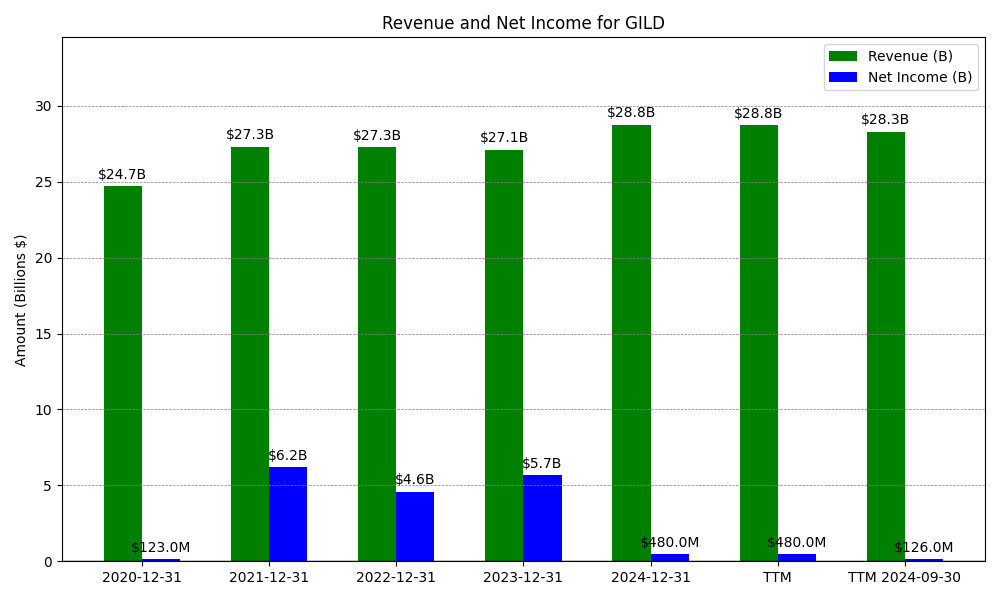 Revenue and Net Income for GILD
Revenue (B)
Net Income (B)
Amount (Billions $)
30
25
20
15
10
5
0
$24.7B
$27.3B
$27.3B
$27.1B
$28.8B
$28.8B
$28.3B
$123.0M
$6.2B
$4.6B
$5.7B
$480.0M
$480.0M
$126.0M
2020-12-31
2021-12-31
2022-12-31
2023-12-31
2024-12-31
TTM
TTM 2024-09-30